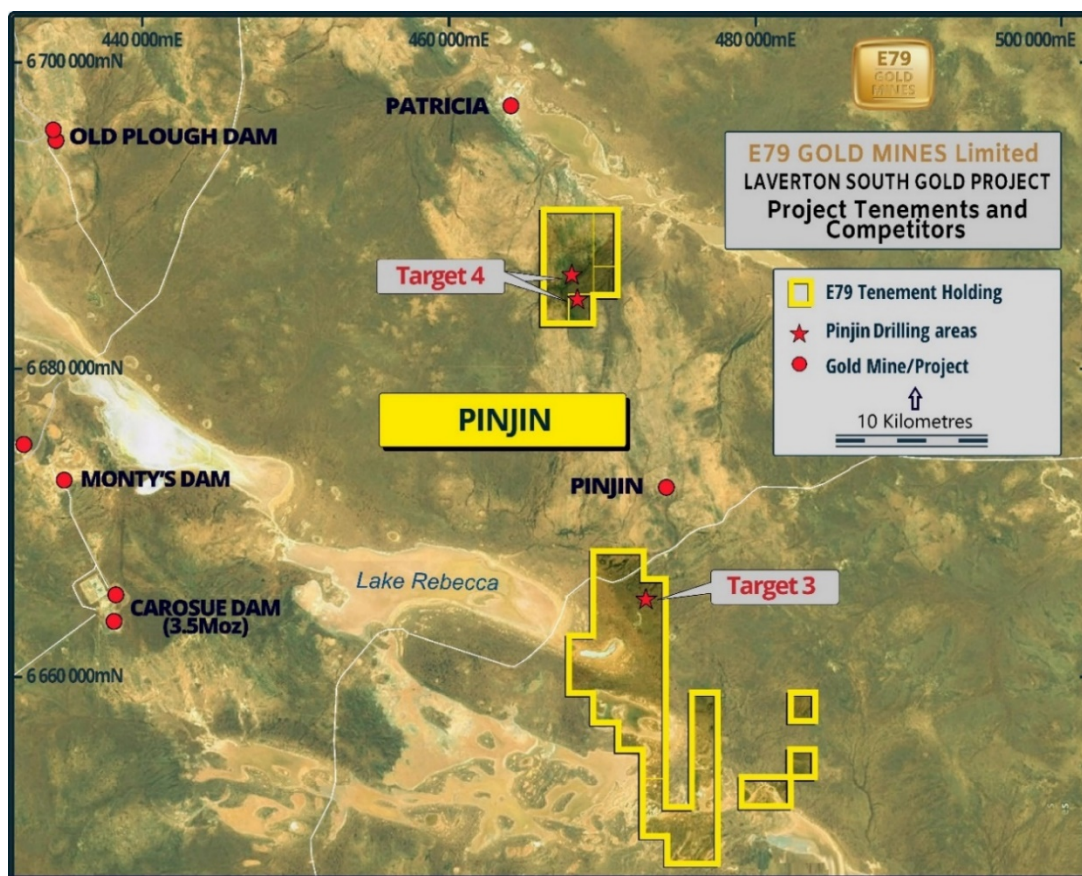 440 000mE
460 000mE
480 000mE
500 000mE
6 700 000mN
E79
GOLD
MINES
PATRICIA
OLD PLOUGH DAM
E79 GOLD MINES Limited
LAVERTON SOUTH GOLD PROJECT
Project Tenements and
Competitors
Target 4
E79 Tenement Holding
Pinjin Drilling areas
Gold Mine/Project
10 Kilometres
6 680 000mN
PINJIN
MONTY'S DAM
PINJIN
Lake Rebecca
Target 3
CAROSUE DAM
(3.5Moz)
6 660 000mN